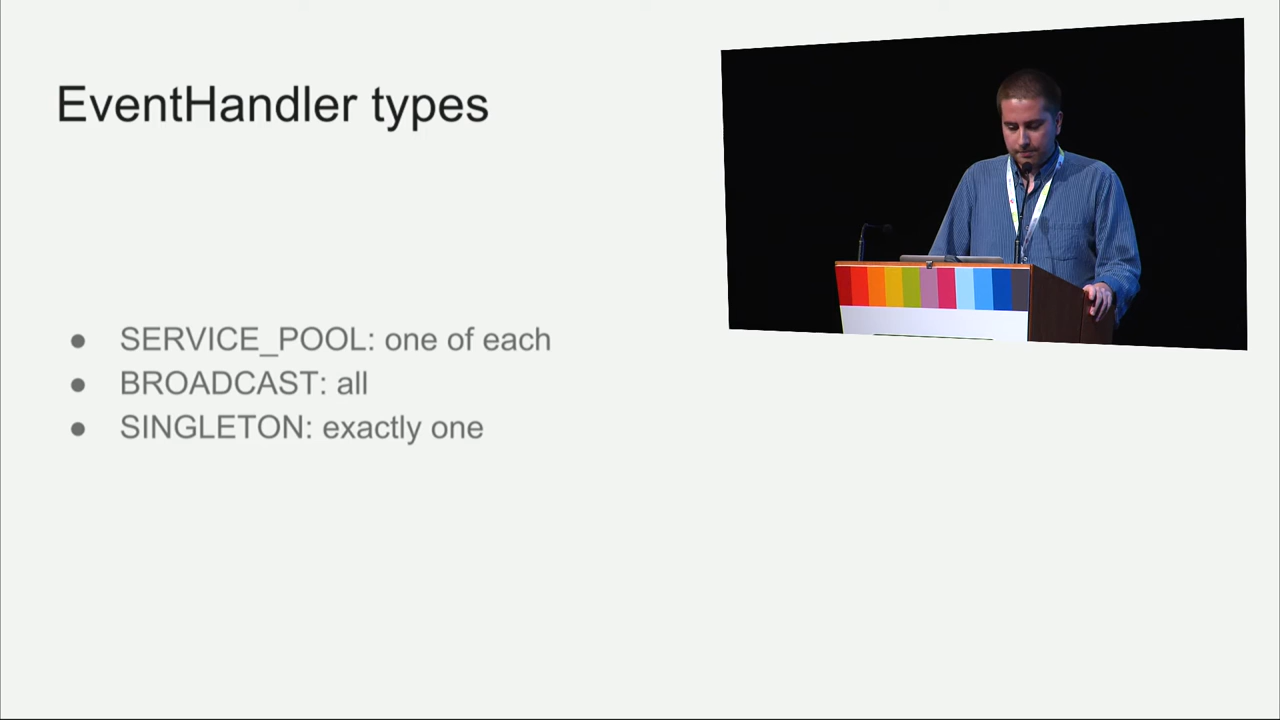 EventHandler types
● SERVICE_POOL: one of each
● BROADCAST: all
● SINGLETON: exactly one